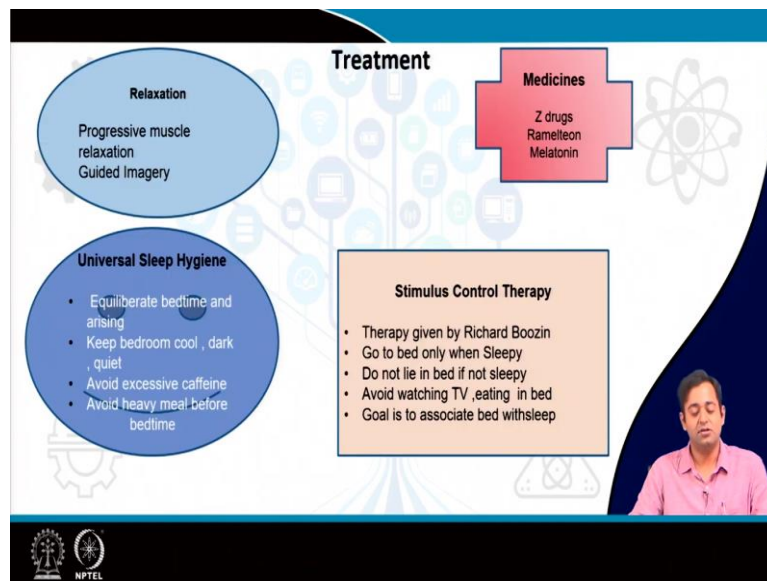 Treatment
Relaxation
Progressive muscle
relaxation
Guided Imagery
Medicines
Z drugs
Ramelteon
Melatonin
Universal Sleep Hygiene
• Equiliberate bedtime and
arising
• Keep bedroom cool , dark
, quiet
• Avoid excessive caffeine
• Avoid heavy meal before
bedtime
Stimulus Control Therapy
• Therapy given by Richard Boozin
• Go to bed only when Sleepy
• Do not lie in bed if not sleepy
• Avoid watching TV ,eating in bed
• Goal is to associate bed withsleep
NPTEL